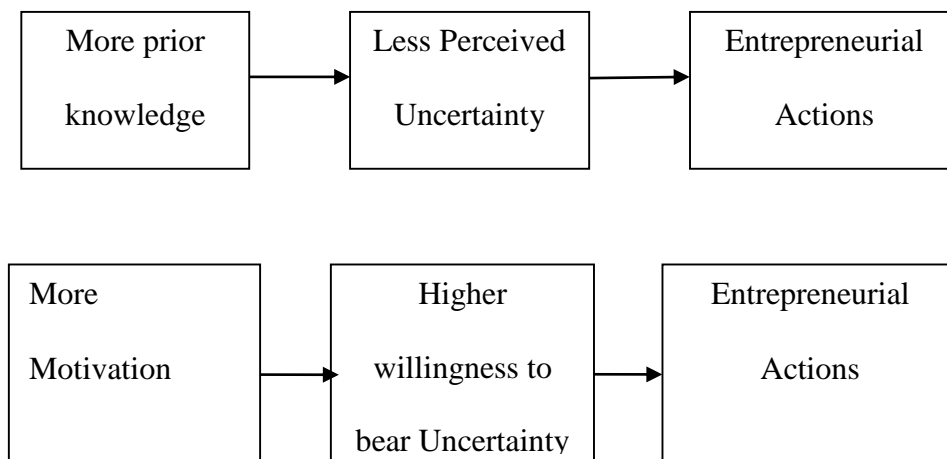 More prior
knowledge
Less Perceived
Uncertainty
Entrepreneurial
Actions
More
Motivation
Higher
willingness to
bear Uncertainty
Entrepreneurial
Actions